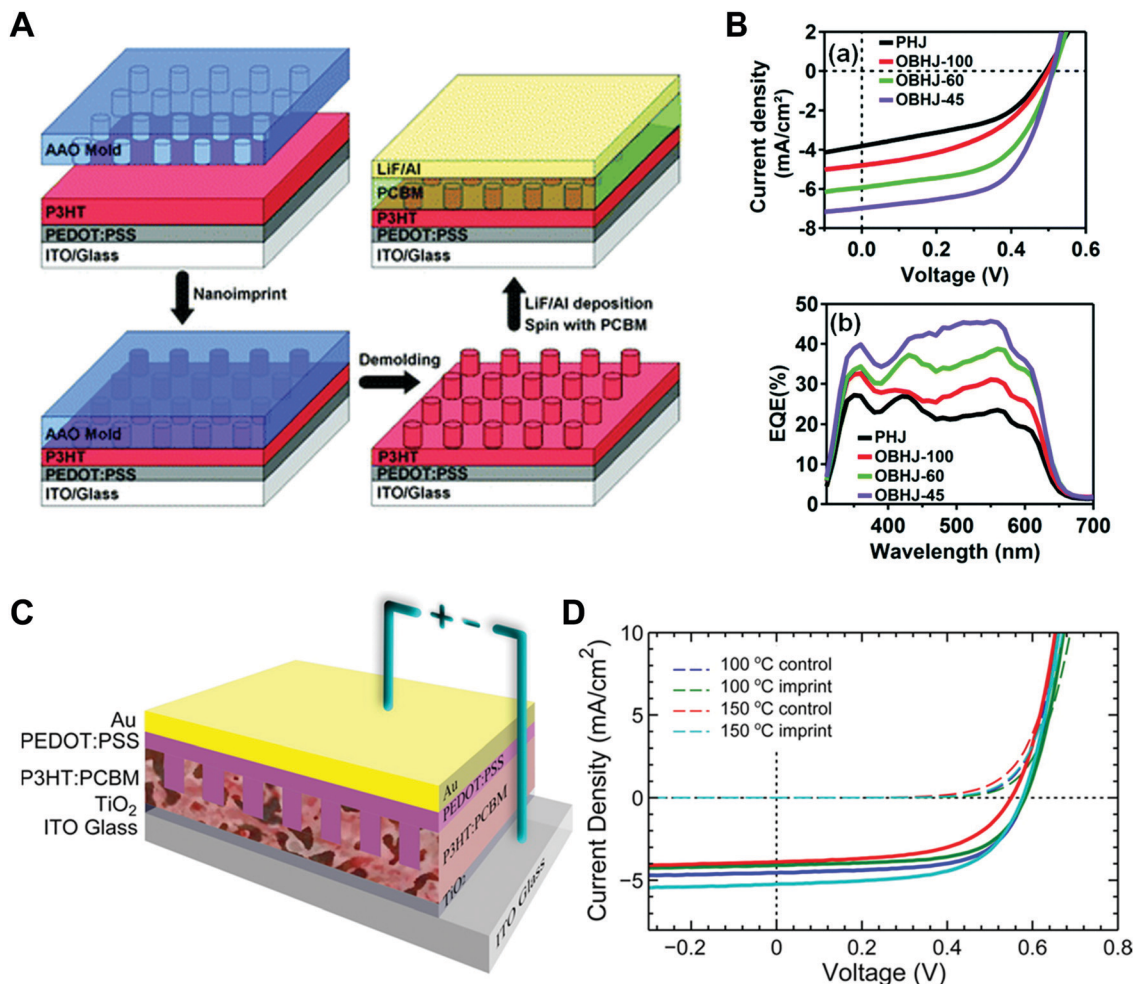 A
AAO Mold
P3HT
PEDOT:PSS
ITO/Glass
Nanoimprint
AAO Mold
P3HT
PEDOT:PSS
ITO/Glass
Demolding
P3HT
PEDOT:PSS
ITO/Glass
LiF/Al deposition
Spin with PCBM
LiF/Al
PCBM
P3HT
PEDOT:PSS
ITO/Glass
B
(a)
PHJ
OBHJ-100
OBHJ-60
OBHJ-45
Current density
(mA/cm²)
2
0
-2
-4
-6
-8
0.0 0.2 0.4 0.6
Voltage (V)
(b)
EQE(%)
50
40
30
20
10
0
PHJ
OBHJ-100
OBHJ-60
OBHJ-45
400 500 600 700
Wavelength (nm)
C
Au
PEDOT:PSS
P3HT:PCBM
TiO₂
ITO Glass
+ -
Au
PEDOT:PSS
P3HT:PCBM
TiO₂
ITO Glass
D
100 ºC control
100 ºC imprint
150 ºC control
150 ºC imprint
Current Density (mA/cm²)
10
5
0
−5
−0.2 0 0.2 0.4 0.6 0.8
Voltage (V)